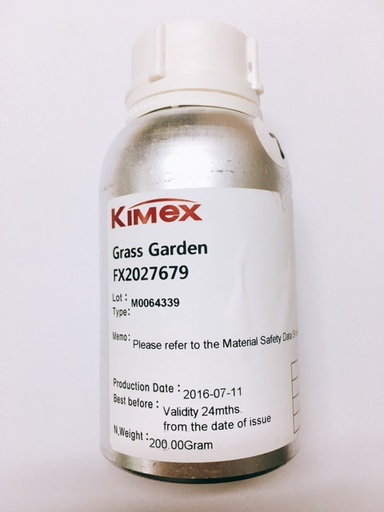 KIMEX
Grass Garden
FX2027679
Lot : M0064339
Type:
Memo: Please refer to the Material Safety Data
Production Date : 2016-07-11
Best before : Validity 24mths.
from the date of issue
N.Weight : 200.00Gram